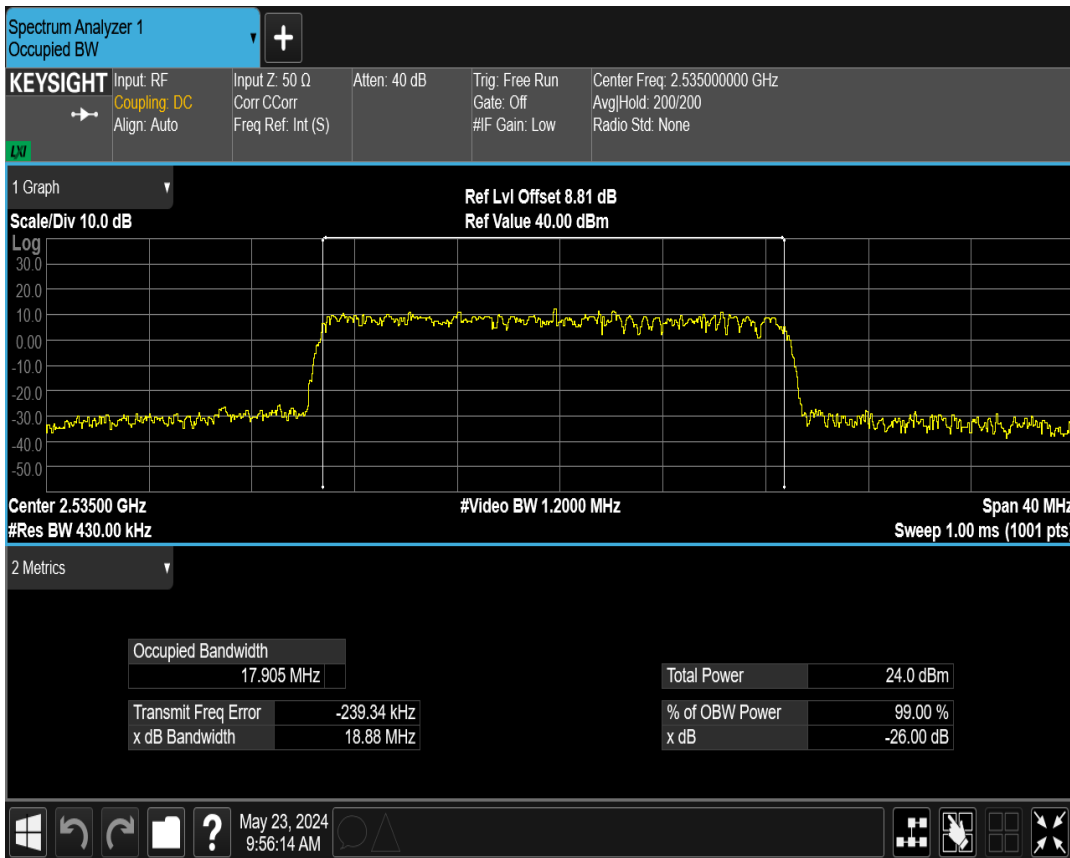 Spectrum Analyzer 1
Occupied BW
KEYSIGHT
LXI
Input: RF
Coupling: DC
Align: Auto
Input Z: 50 Ω
Corr CCorr
Freq Ref: Int (S)
Atten: 40 dB
Trig: Free Run
Gate: Off
#IF Gain: Low
Center Freq: 2.535000000 GHz
Avg|Hold: 200/200
Radio Std: None
1 Graph
Scale/Div 10.0 dB
Ref Lvl Offset 8.81 dB
Ref Value 40.00 dBm
Log
30.0
20.0
10.0
0.00
-10.0
-20.0
-30.0
-40.0
-50.0
Center 2.53500 GHz
#Video BW 1.2000 MHz
Span 40 MHz
#Res BW 430.00 kHz
Sweep 1.00 ms (1001 pts)
2 Metrics
Occupied Bandwidth
17.905 MHz
Total Power 24.0 dBm
Transmit Freq Error -239.34 kHz
% of OBW Power 99.00 %
x dB Bandwidth 18.88 MHz
x dB -26.00 dB
May 23, 2024
9:56:14 AM